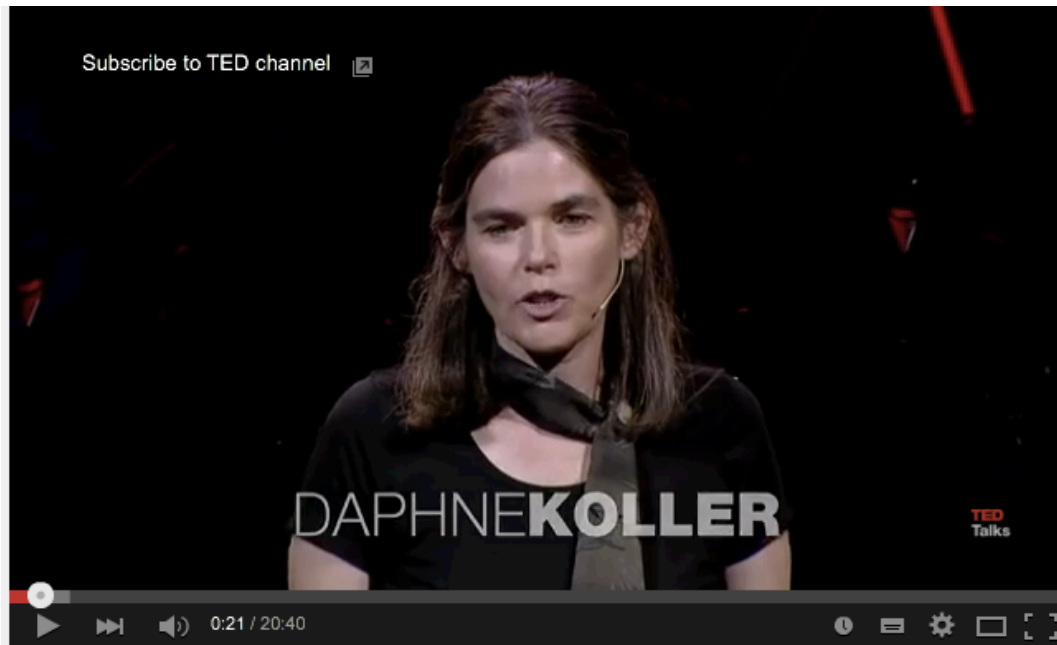 Subscribe to TED channel
DAPHNEKOLLER
TED
Talks
0:21 / 20:40